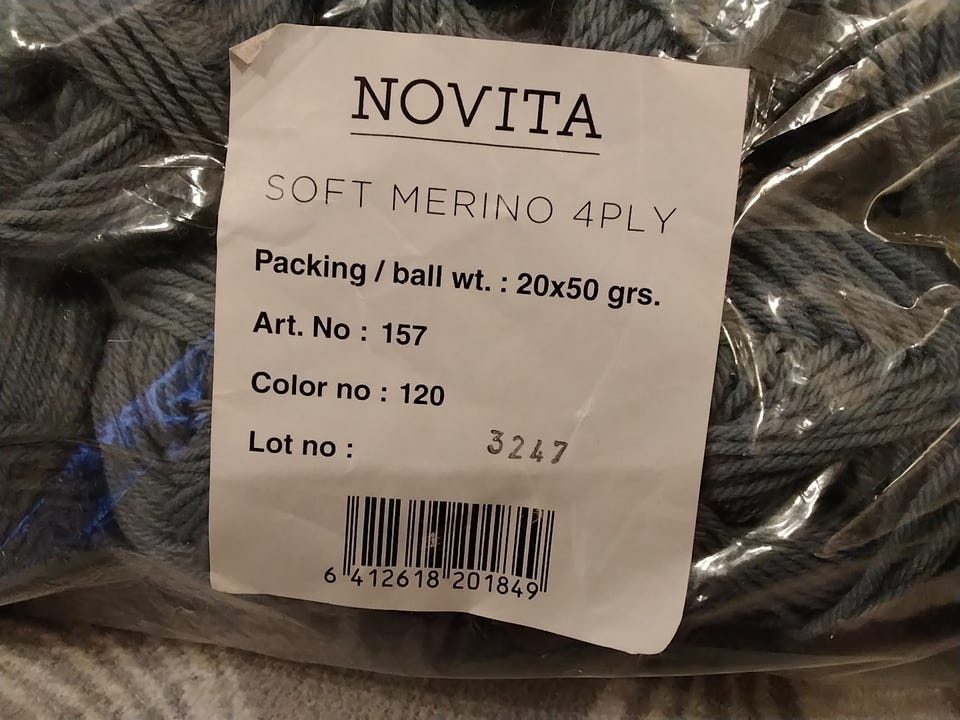 NOVITA
SOFT MERINO 4PLY
Packing / ball wt. : 20x50 grs.
Art. No : 157
Color no : 120
Lot no : 3247
6 412618 201849